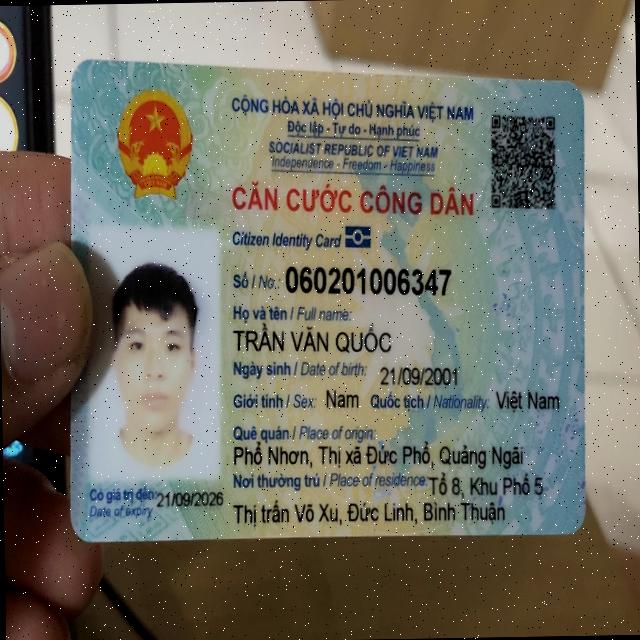 CỘNG HÒA XÃ HỘI CHỦ NGHĨA VIỆT NAM
Độc lập - Tự do - Hạnh phúc
SOCIALIST REPUBLIC OF VIET NAM
Independence - Freedom - Happiness
CĂN CƯỚC CÔNG DÂN
Citizen Identity Card
Số / No.: 060201006347
Họ và tên / Full name:
TRẦN VĂN QUỐC
Ngày sinh / Date of birth: 21/09/2001
Giới tính / Sex: Nam Quốc tịch / Nationality: Việt Nam
Quê quán / Place of origin:
Phổ Nhơn, Thị xã Đức Phổ, Quảng Ngãi
Nơi thường trú / Place of residence: Tổ 8, Khu Phố 5
Thị trấn Võ Xu, Đức Linh, Bình Thuận
Có giá trị đến: 21/09/2026
Date of expiry